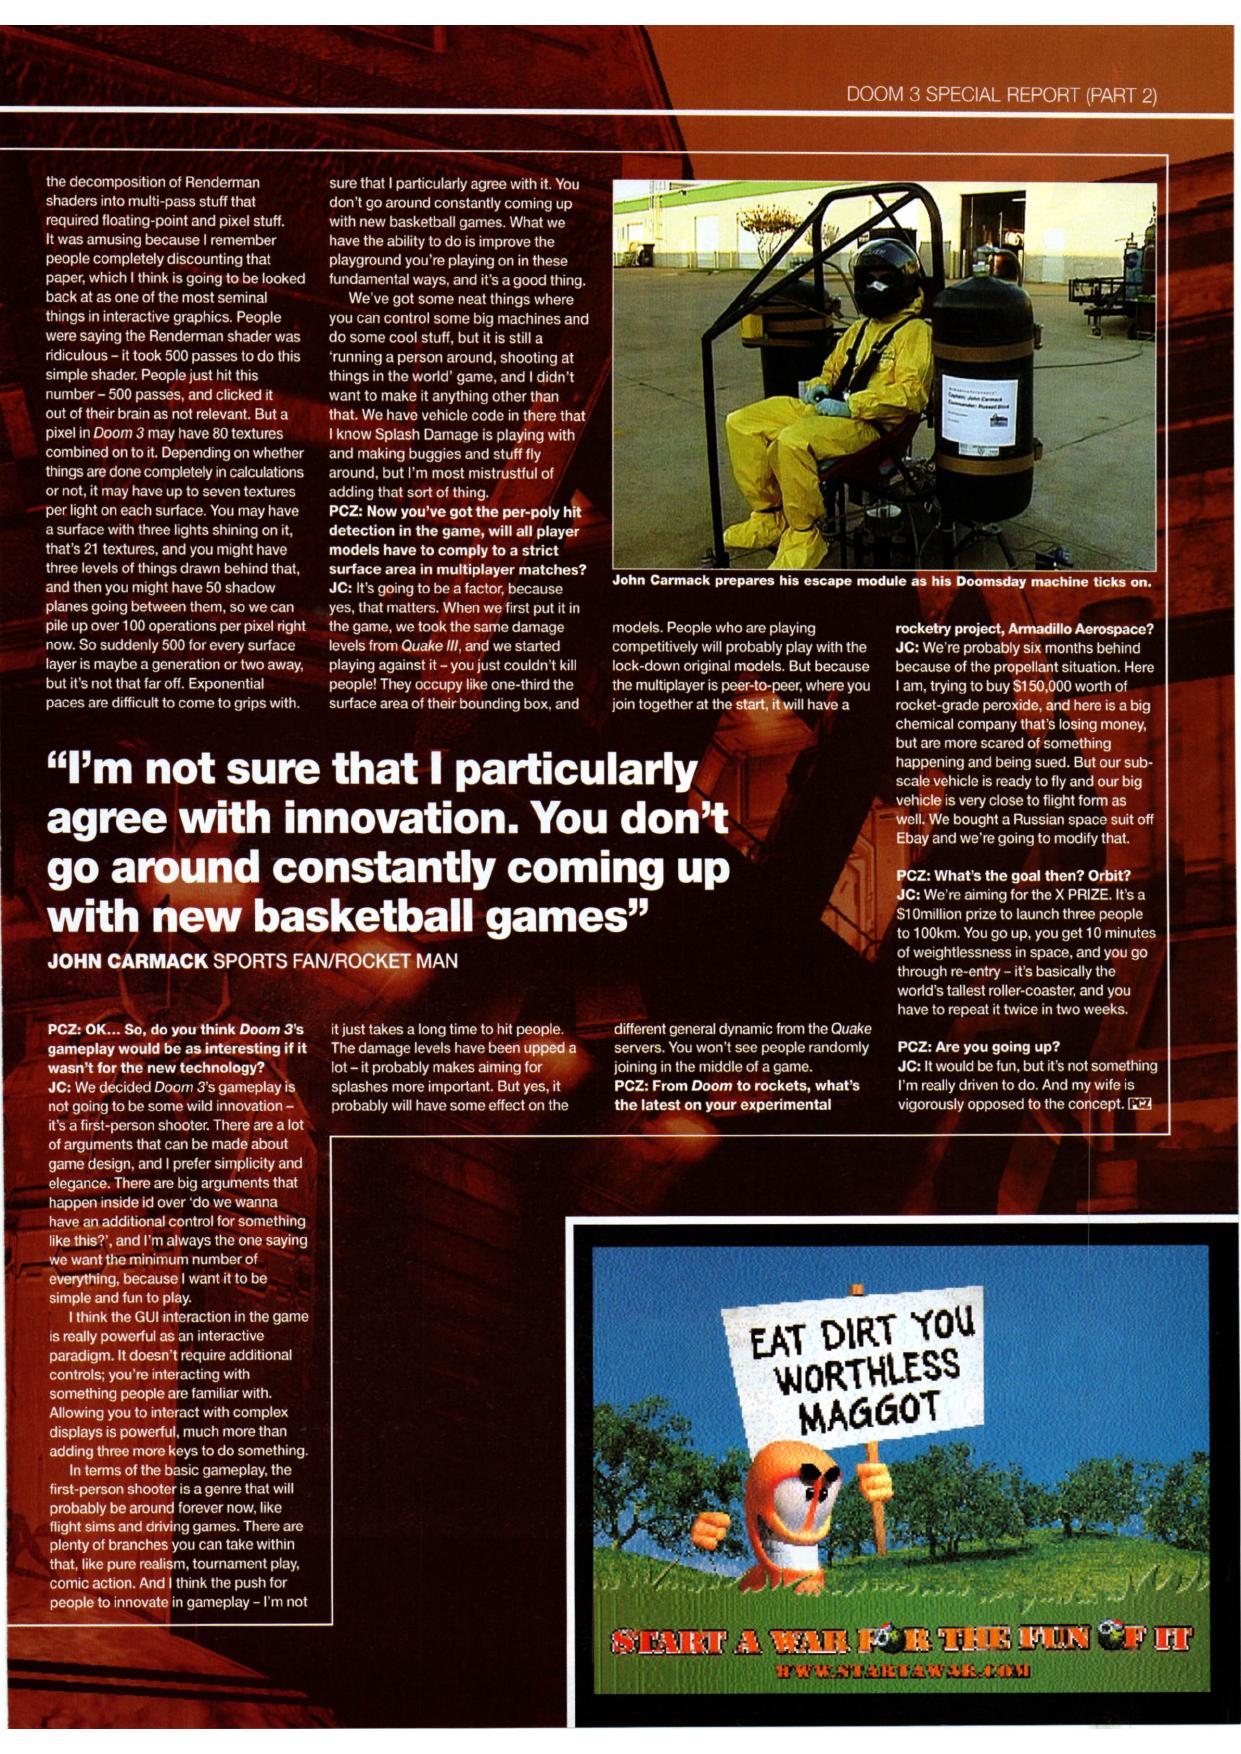 DOOM 3 SPECIAL REPORT (PART 2)
the decomposition of Renderman
shaders into multi-pass stuff that
required floating-point and pixel stuff.
It was amusing because I remember
people completely discounting that
paper, which I think is going to be looked
back at as one of the most seminal
things in interactive graphics. People
were saying the Renderman shader was
ridiculous – it took 500 passes to do this
simple shader. People just hit this
number – 500 passes, and clicked it
out of their brain as not relevant. But a
pixel in Doom 3 may have 80 textures
combined on to it. Depending on whether
things are done completely in calculations
or not, it may have up to seven textures
per light on each surface. You may have
a surface with three lights shining on it,
that's 21 textures, and you might have
three levels of things drawn behind that,
and then you might have 50 shadow
planes going between them, so we can
pile up over 100 operations per pixel right
now. So suddenly 500 for every surface
layer is maybe a generation or two away,
but it's not that far off. Exponential
paces are difficult to come to grips with.
"I'm not sure that I particularly
agree with innovation. You don't
go around constantly coming up
with new basketball games"
JOHN CARMACK SPORTS FAN/ROCKET MAN
PCZ: OK... So, do you think Doom 3's
gameplay would be as interesting if it
wasn't for the new technology?
JC: We decided Doom 3's gameplay is
not going to be some wild innovation –
it's a first-person shooter. There are a lot
of arguments that can be made about
game design, and I prefer simplicity and
elegance. There are big arguments that
happen inside id over 'do we wanna
have an additional control for something
like this?', and I'm always the one saying
we want the minimum number of
everything, because I want it to be
simple and fun to play.
I think the GUI interaction in the game
is really powerful as an interactive
paradigm. It doesn't require additional
controls; you're interacting with
something people are familiar with.
Allowing you to interact with complex
displays is powerful, much more than
adding three more keys to do something.
In terms of the basic gameplay, the
first-person shooter is a genre that will
probably be around forever now, like
flight sims and driving games. There are
plenty of branches you can take within
that, like pure realism, tournament play,
comic action. And I think the push for
people to innovate in gameplay – I'm not
sure that I particularly agree with it. You
don't go around constantly coming up
with new basketball games. What we
have the ability to do is improve the
playground you're playing on in these
fundamental ways, and it's a good thing.
We've got some neat things where
you can control some big machines and
do some cool stuff, but it is still a
'running a person around, shooting at
things in the world' game, and I didn't
want to make it anything other than
that. We have vehicle code in there that
I know Splash Damage is playing with
and making buggies and stuff fly
around, but I'm most mistrustful of
adding that sort of thing.
PCZ: Now you've got the per-poly hit
detection in the game, will all player
models have to comply to a strict
surface area in multiplayer matches?
JC: It's going to be a factor, because
yes, that matters. When we first put it in
the game, we took the same damage
levels from Quake III, and we started
playing against it – you just couldn't kill
people! They occupy like one-third the
surface area of their bounding box, and
it just takes a long time to hit people.
The damage levels have been upped a
lot – it probably makes aiming for
splashes more important. But yes, it
probably will have some effect on the
Captain: John Carmack
Commander: Russell Blink
John Carmack prepares his escape module as his Doomsday machine ticks on.
models. People who are playing
competitively will probably play with the
lock-down original models. But because
the multiplayer is peer-to-peer, where you
join together at the start, it will have a
different general dynamic from the Quake
servers. You won't see people randomly
joining in the middle of a game.
PCZ: From Doom to rockets, what's
the latest on your experimental
rocketry project, Armadillo Aerospace?
JC: We're probably six months behind
because of the propellant situation. Here
I am, trying to buy $150,000 worth of
rocket-grade peroxide, and here is a big
chemical company that's losing money,
but are more scared of something
happening and being sued. But our sub-
scale vehicle is ready to fly and our big
vehicle is very close to flight form as
well. We bought a Russian space suit off
Ebay and we're going to modify that.
PCZ: What's the goal then? Orbit?
JC: We're aiming for the X PRIZE. It's a
$10million prize to launch three people
to 100km. You go up, you get 10 minutes
of weightlessness in space, and you go
through re-entry – it's basically the
world's tallest roller-coaster, and you
have to repeat it twice in two weeks.
PCZ: Are you going up?
JC: It would be fun, but it's not something
I'm really driven to do. And my wife is
vigorously opposed to the concept. PCZ
EAT DIRT YOU
WORTHLESS
MAGGOT
START A WAR FOR THE FUN OF IT
WWW.STARTAWAR.COM